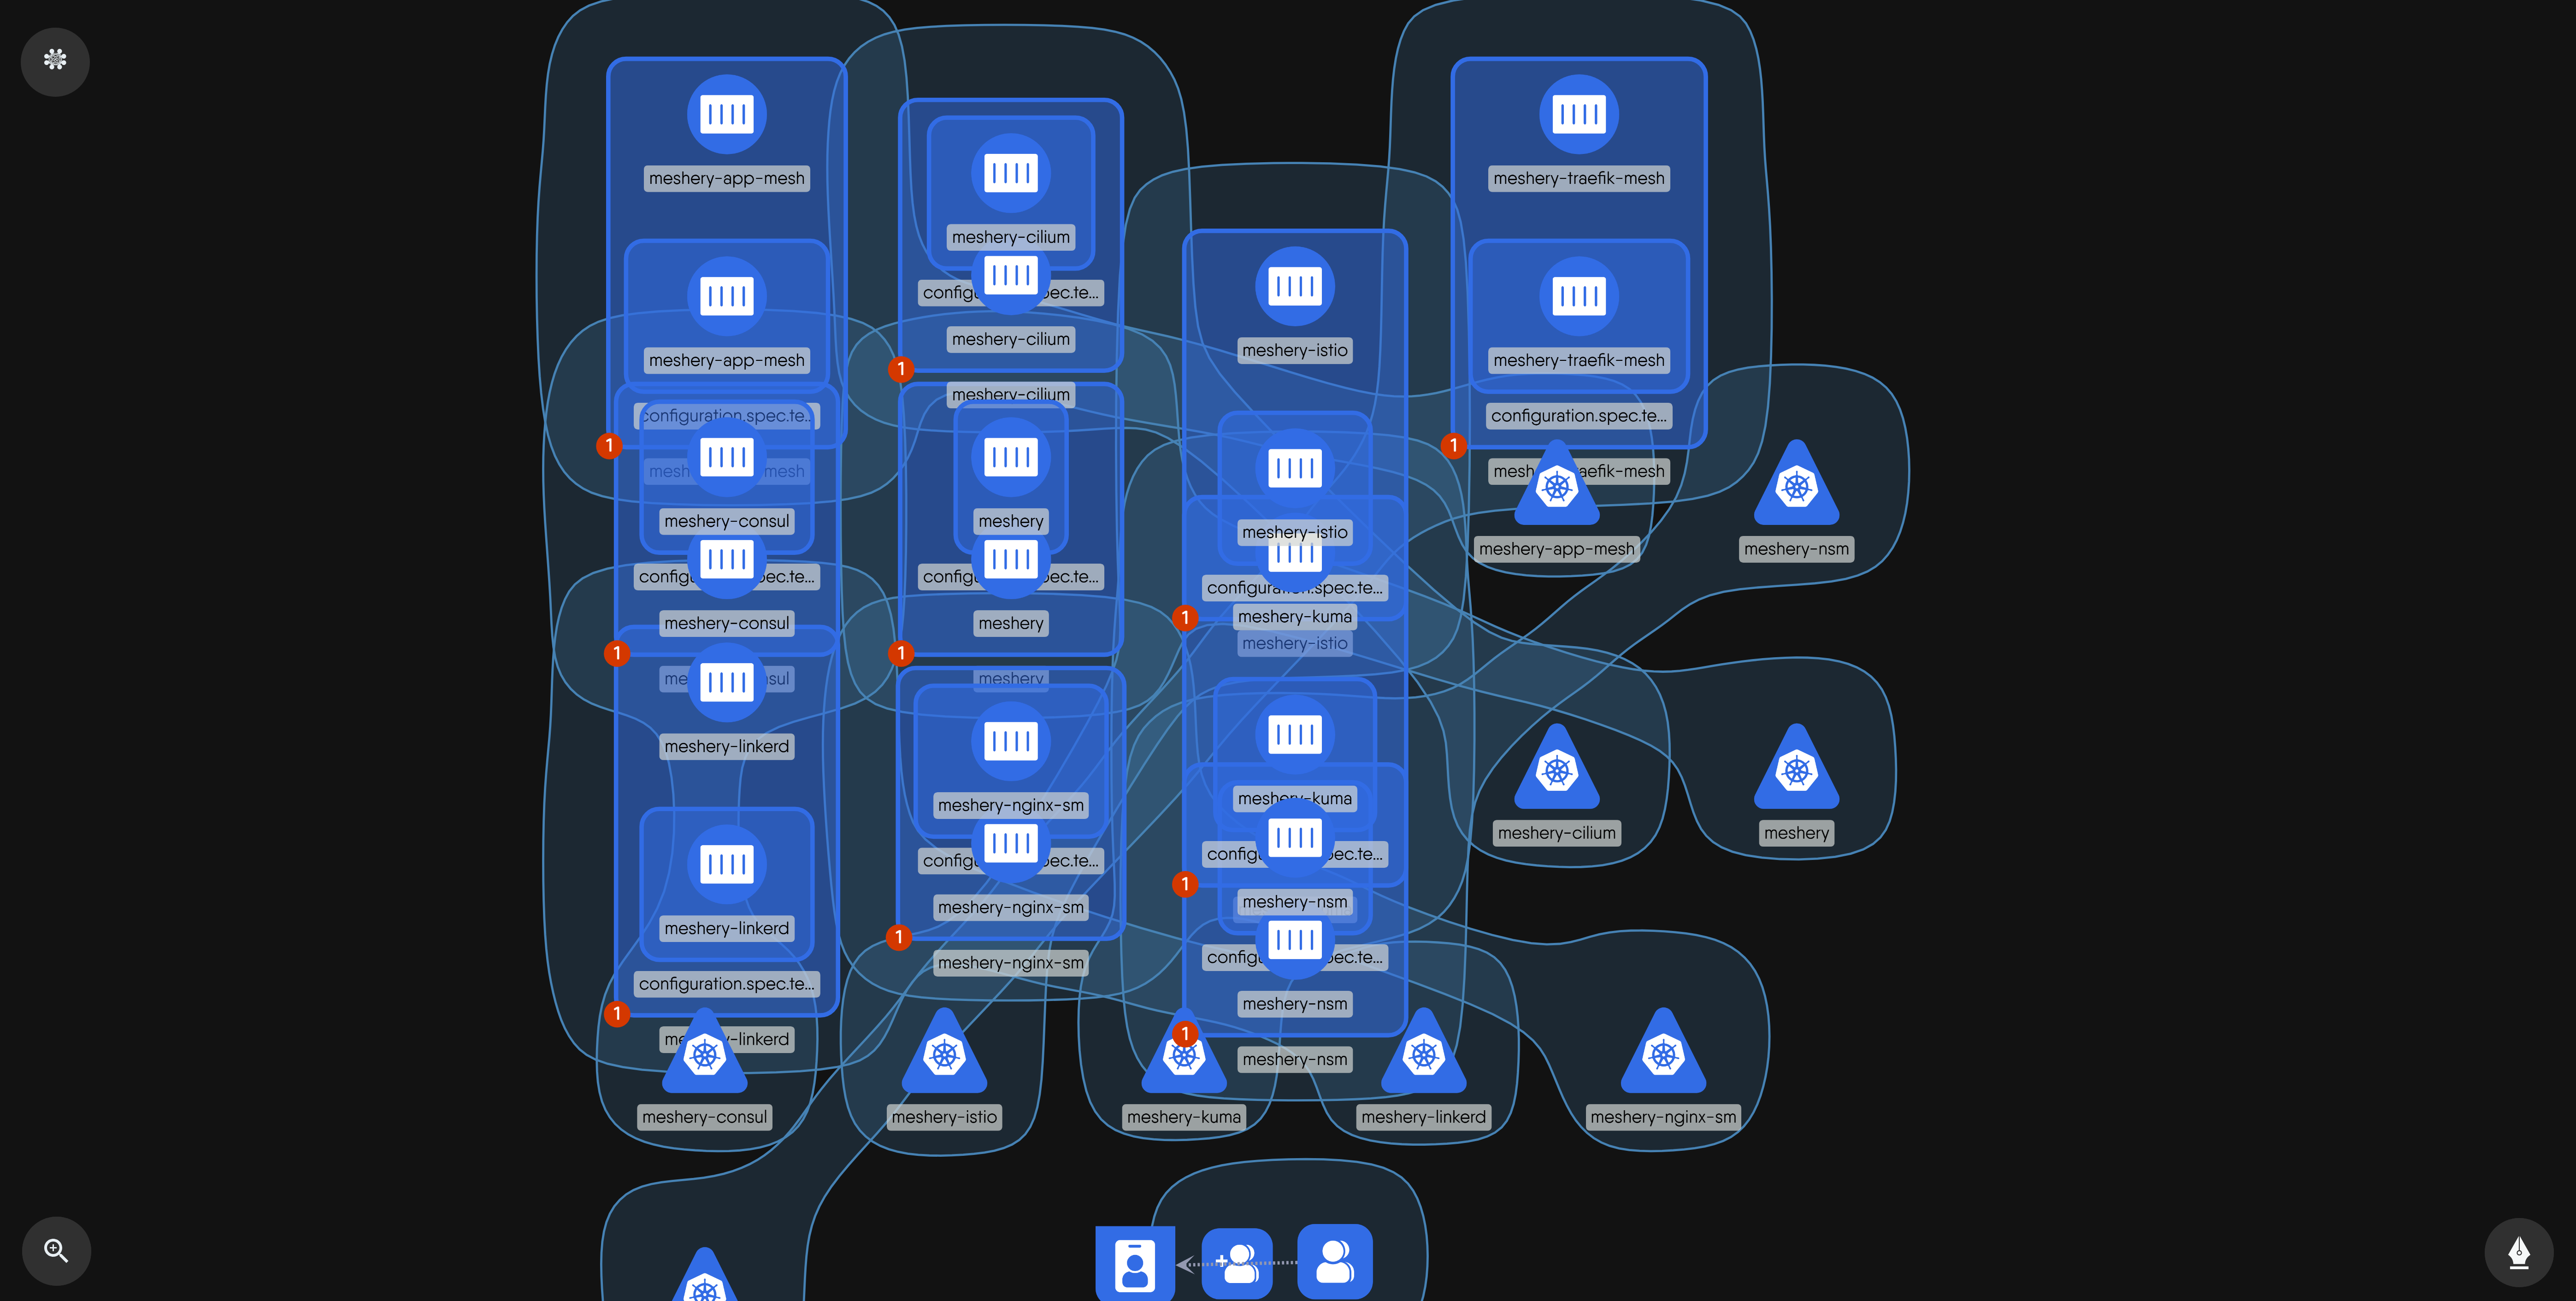 meshery-app-mesh
meshery-app-mesh
configuration.spec.te...
mesh mesh
1
meshery-consul
config pec.te...
meshery-consul
1
me sul
meshery-linkerd
meshery-linkerd
configuration.spec.te...
1
me -linkerd
meshery-consul
meshery-cilium
config pec.te...
meshery-cilium
1
meshery-cilium
meshery
config pec.te...
meshery
1
meshery
meshery-nginx-sm
config pec.te...
meshery-nginx-sm
1
meshery-nginx-sm
meshery-istio
meshery-istio
meshery-istio
configuration.spec.te...
1
meshery-kuma
meshery-istio
meshery-kuma
config pec.te...
1
meshery-nsm
config pec.te...
meshery-nsm
1
meshery-nsm
meshery-kuma
meshery-linkerd
meshery-nginx-sm
meshery-traefik-mesh
meshery-traefik-mesh
configuration.spec.te...
1
mesh aefik-mesh
meshery-app-mesh
meshery-nsm
meshery-cilium
meshery